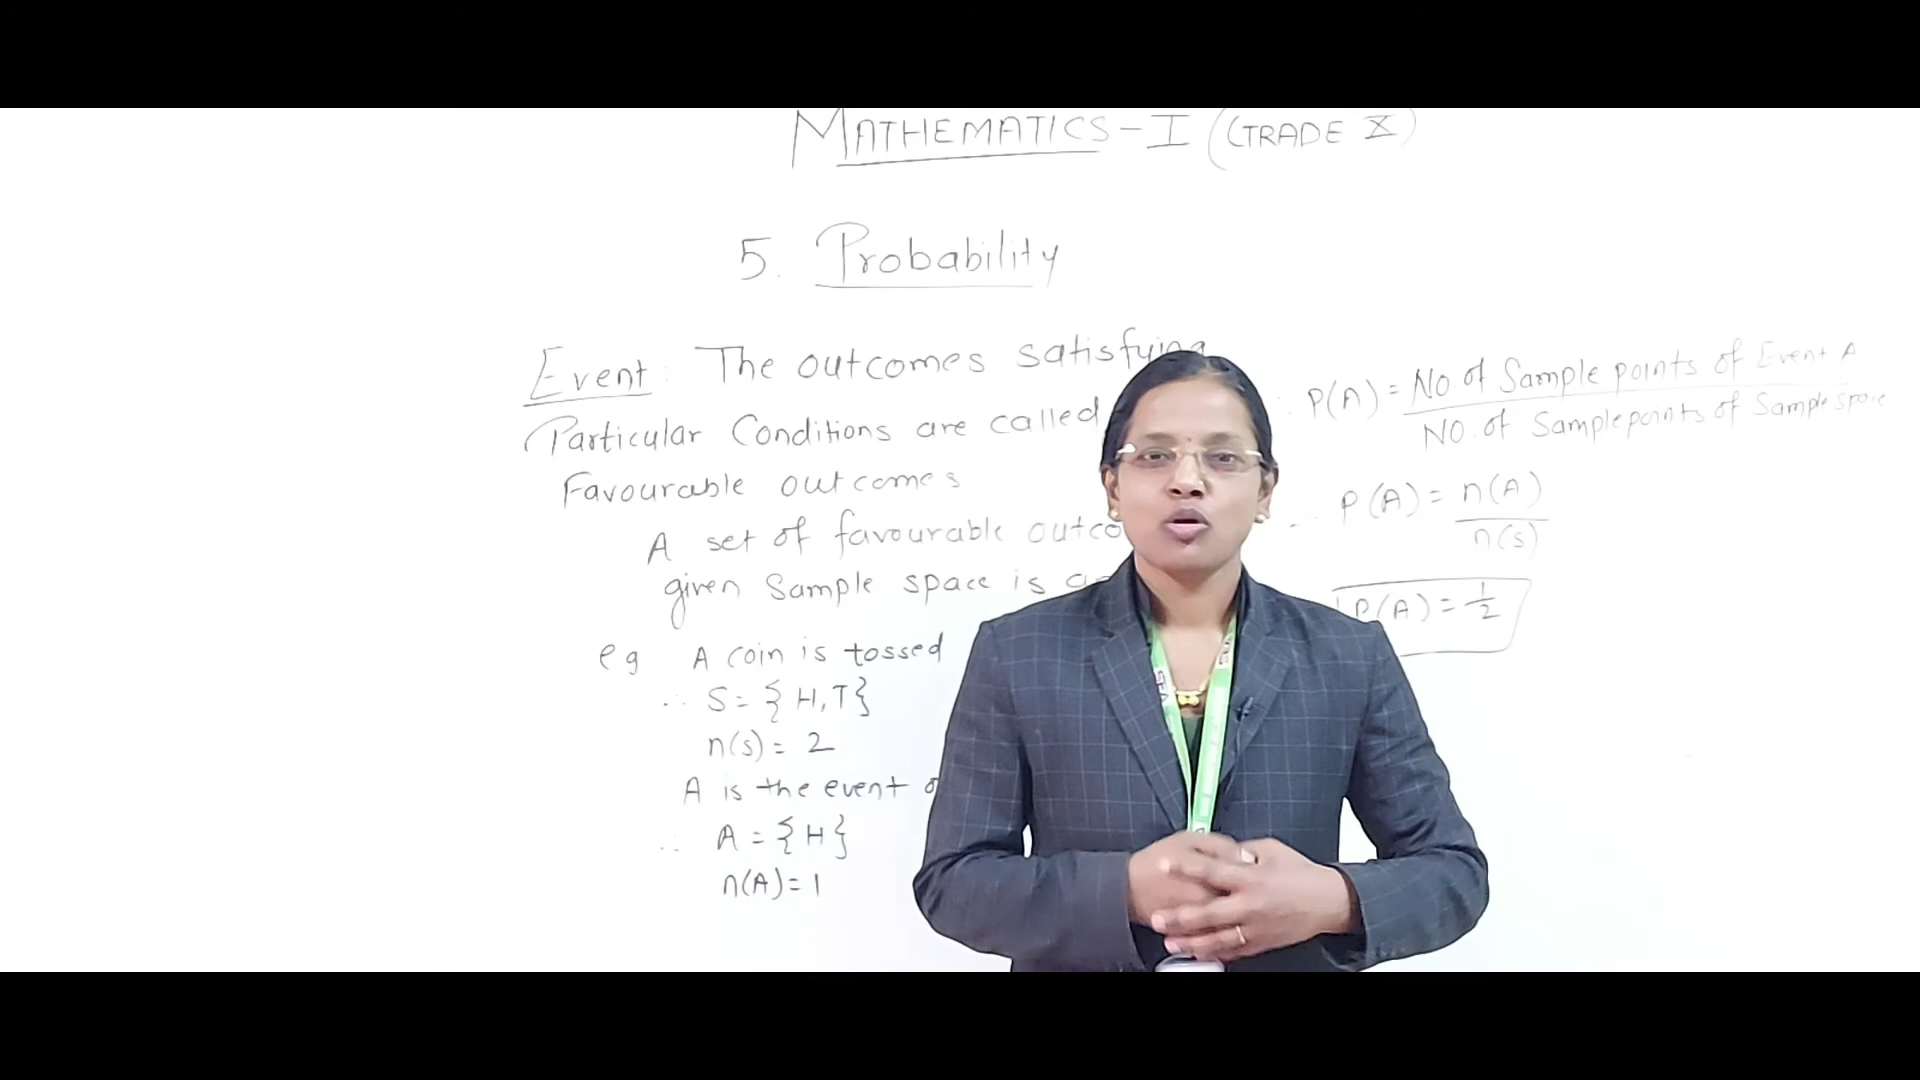 MATHEMATICS - I (GRADE X)
5. Probability
Event: The outcomes satisfying
Particular Conditions are called
Favourable outcomes
A set of favourable outco
given Sample space is a
eg A coin is tossed
∴ S = { H, T }
n(s) = 2
A is the event o
∴ A = { H }
n(A) = 1
∴ P(A) = No. of Sample points of Event A
No. of Sample points of Sample space
∴ P(A) = n(A)
n(s)
P(A) = 1/2